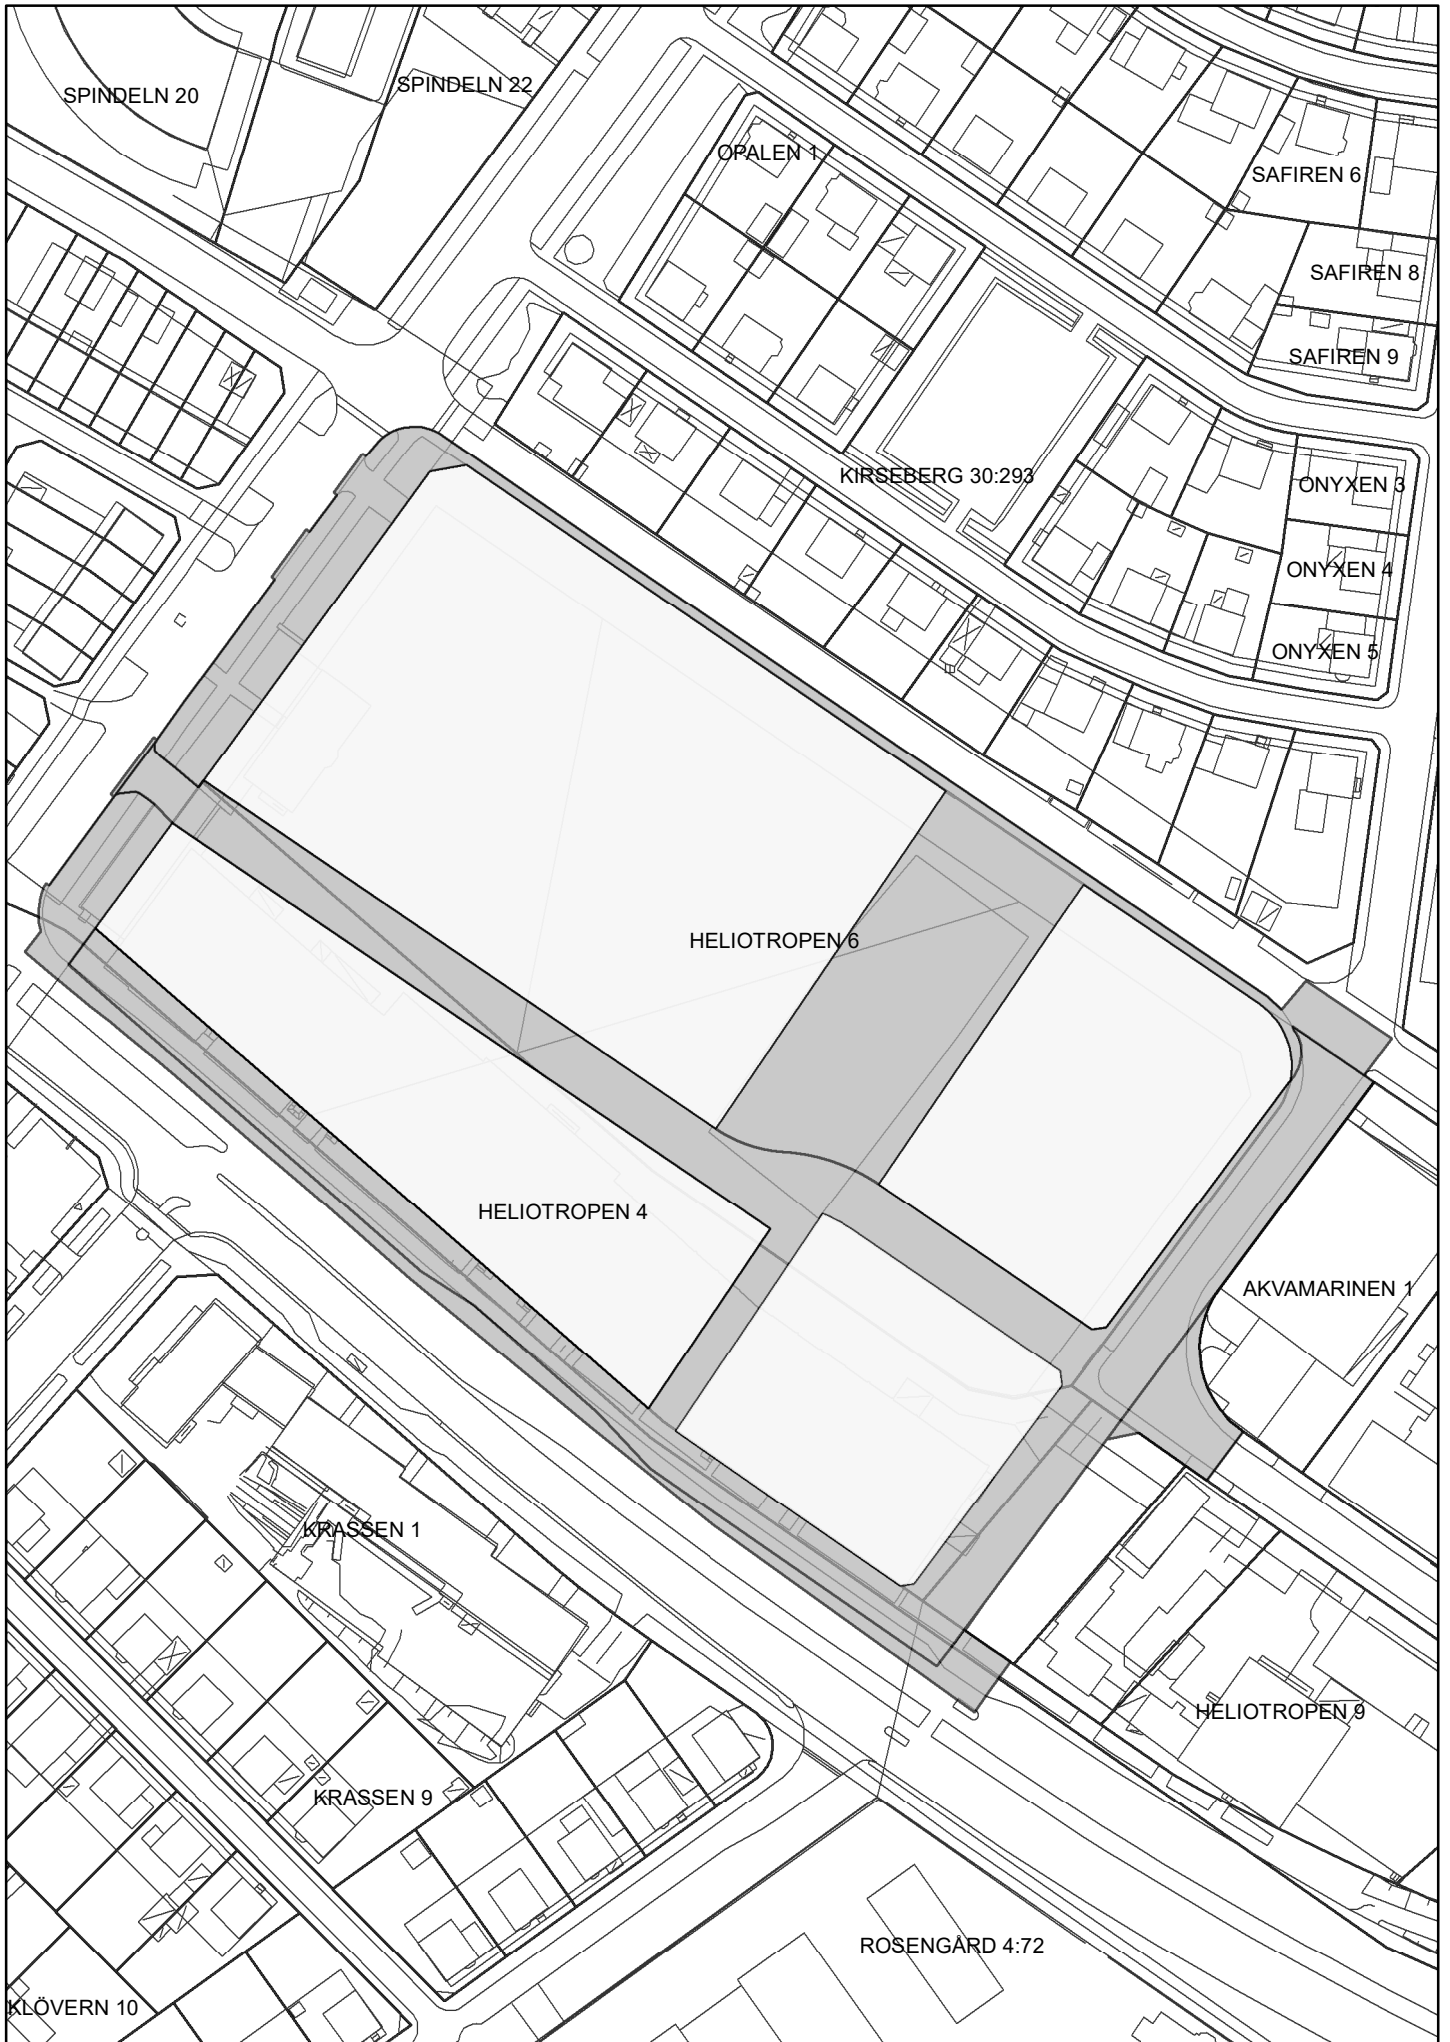 SPINDELN 20
SPINDELN 22
OPALEN 1
SAFIREN 6
SAFIREN 8
SAFIREN 9
KIRSEBERG 30:293
ONYXEN 3
ONYXEN 4
ONYXEN 5
HELIOTROPEN 6
HELIOTROPEN 4
AKVAMARINEN 1
KRASSEN 1
HELIOTROPEN 9
KRASSEN 9
ROSENGÅRD 4:72
KLÖVERN 10